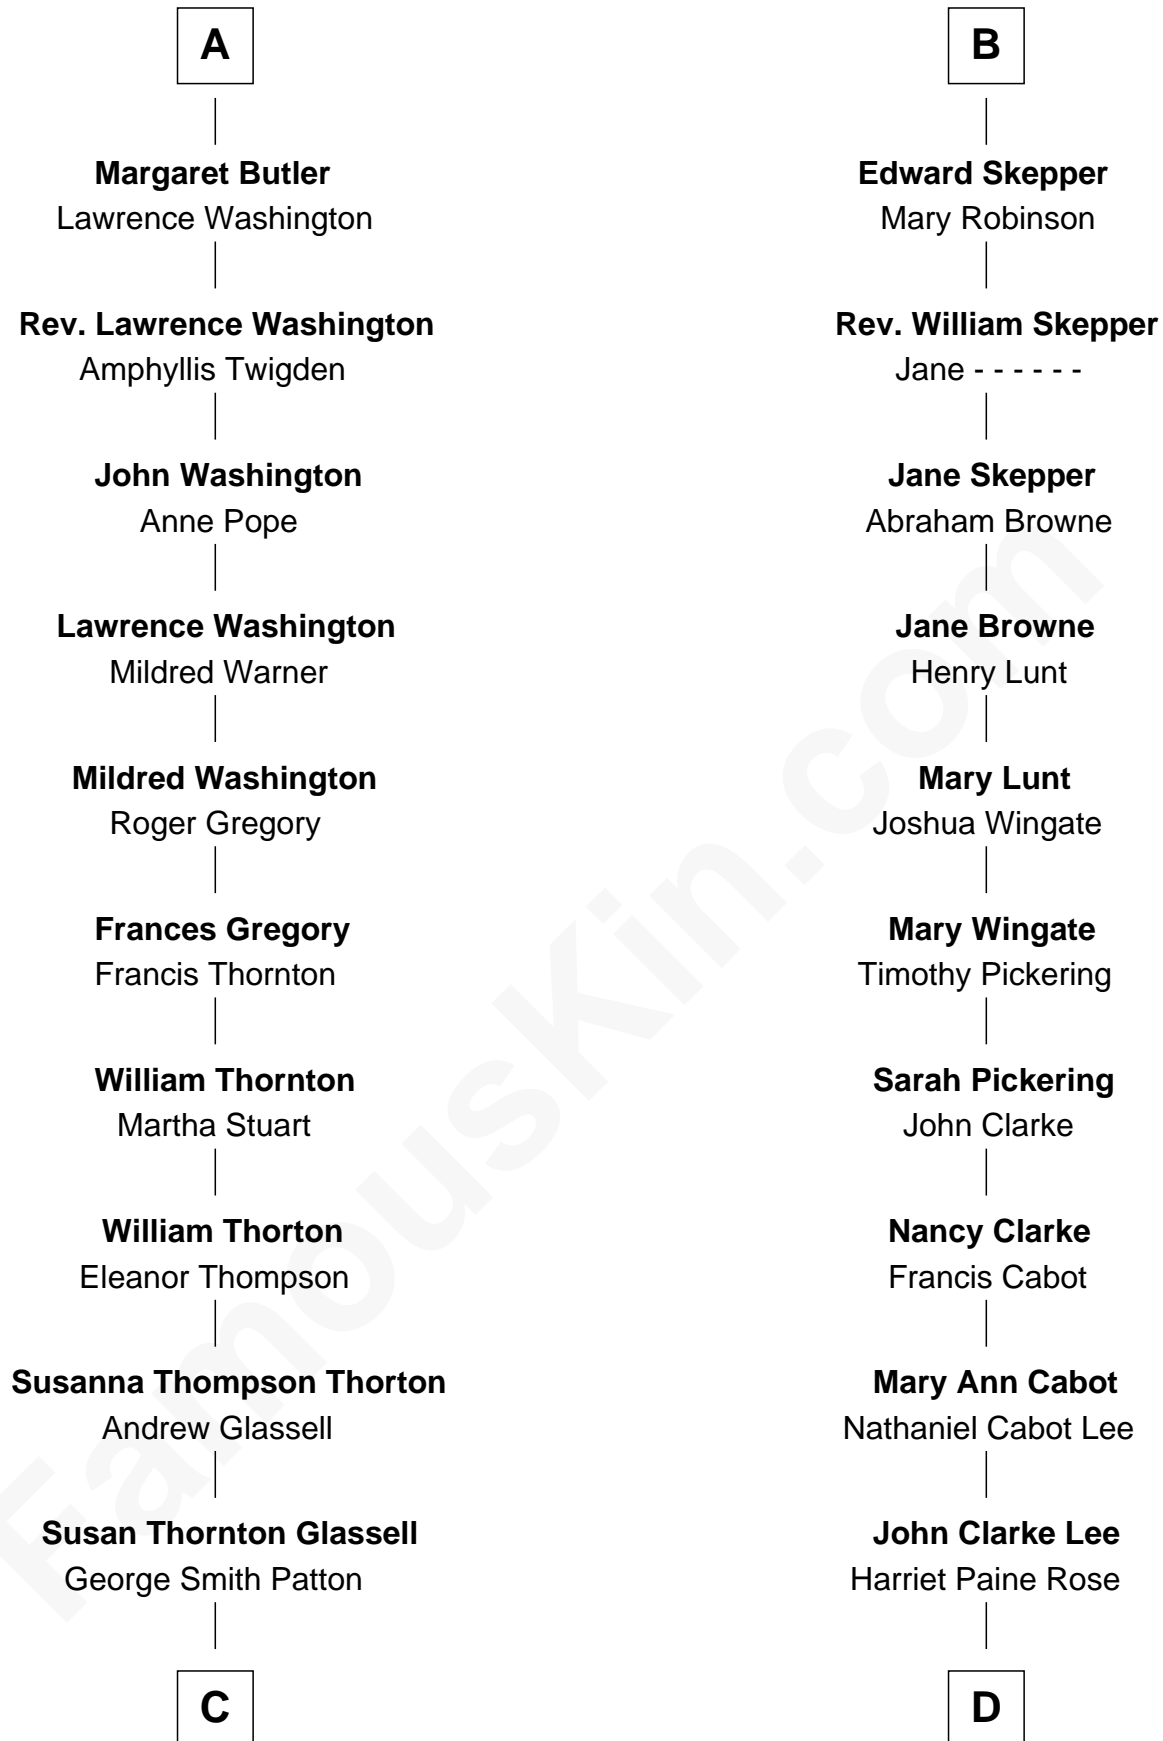 A
Margaret Butler
Lawrence Washington
Rev. Lawrence Washington
Amphyllis Twigden
John Washington
Anne Pope
Lawrence Washington
Mildred Warner
Mildred Washington
Roger Gregory
Frances Gregory
Francis Thornton
William Thornton
Martha Stuart
William Thorton
Eleanor Thompson
Susanna Thompson Thorton
Andrew Glassell
Susan Thornton Glassell
George Smith Patton
C
B
Edward Skepper
Mary Robinson
Rev. William Skepper
Jane - - - - - -
Jane Skepper
Abraham Browne
Jane Browne
Henry Lunt
Mary Lunt
Joshua Wingate
Mary Wingate
Timothy Pickering
Sarah Pickering
John Clarke
Nancy Clarke
Francis Cabot
Mary Ann Cabot
Nathaniel Cabot Lee
John Clarke Lee
Harriet Paine Rose
D
FamousKin.com